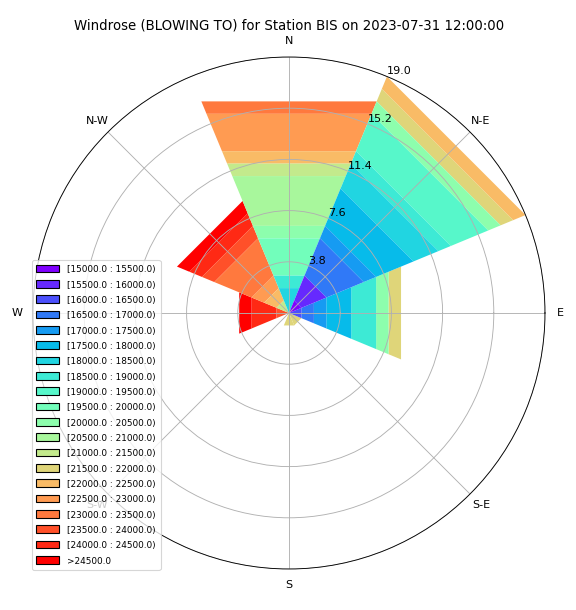 Windrose (BLOWING TO) for Station BIS on 2023-07-31 12:00:00
N
19.0
N-W
N-E
15.2
11.4
7.6
3.8
W
E
[15000.0 : 15500.0)
[15500.0 : 16000.0)
[16000.0 : 16500.0)
[16500.0 : 17000.0)
[17000.0 : 17500.0)
[17500.0 : 18000.0)
[18000.0 : 18500.0)
[18500.0 : 19000.0)
[19000.0 : 19500.0)
[19500.0 : 20000.0)
[20000.0 : 20500.0)
[20500.0 : 21000.0)
[21000.0 : 21500.0)
[21500.0 : 22000.0)
[22000.0 : 22500.0)
[22500.0 : 23000.0)
[23000.0 : 23500.0)
[23500.0 : 24000.0)
[24000.0 : 24500.0)
>24500.0
S-W
S-E
S